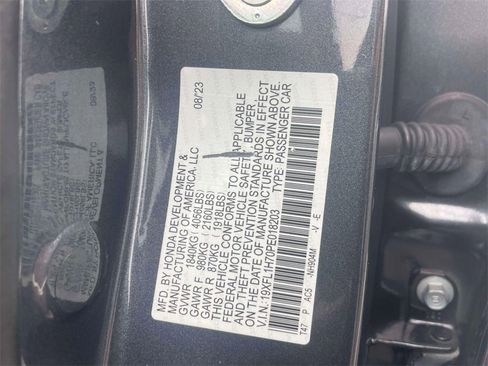 MFD. BY HONDA DEVELOPMENT &
MANUFACTURING OF AMERICA, LLC 08/23
GVWR 1840KG (4056LBS)
GAWR F 980KG (2160LBS)
GAWR R 870KG (1918LBS)
THIS VEHICLE CONFORMS TO ALL APPLICABLE
FEDERAL MOTOR VEHICLE SAFETY, BUMPER,
AND THEFT PREVENTION STANDARDS IN EFFECT
ON THE DATE OF MANUFACTURE SHOWN ABOVE.
V.I.N.: 19XFL1H70PE018203 TYPE: PASSENGER CAR
T47 P AC5 NH904M V -E